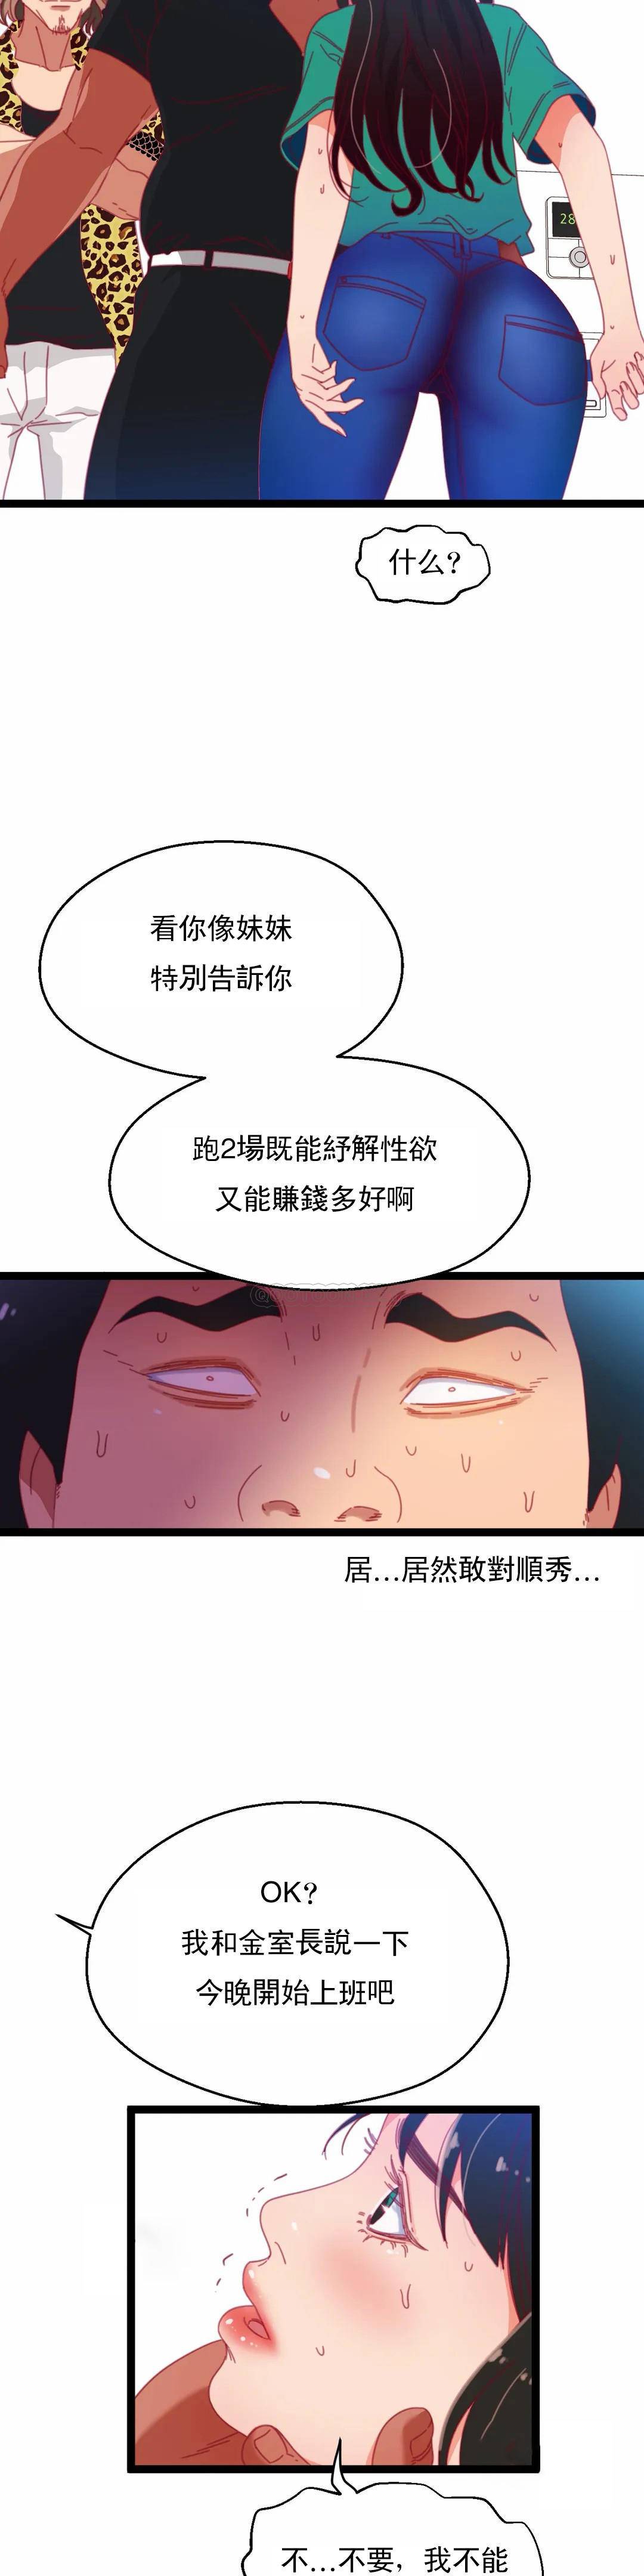 28
什么?
看你像妹妹
特別告訴你
跑2場既能紓解性欲
又能賺錢多好啊
居...居然敢對順秀...
OK?
我和金室長說一下
今晚開始上班吧
不...不要，我不能